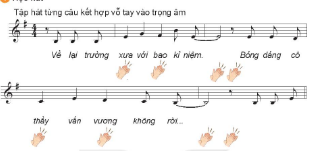 Tập hát từng câu kết hợp vỗ tay vào trọng âm
Về lại trường xưa với bao kỉ niệm. Bóng dáng cô
thầy vấn vương không rời...